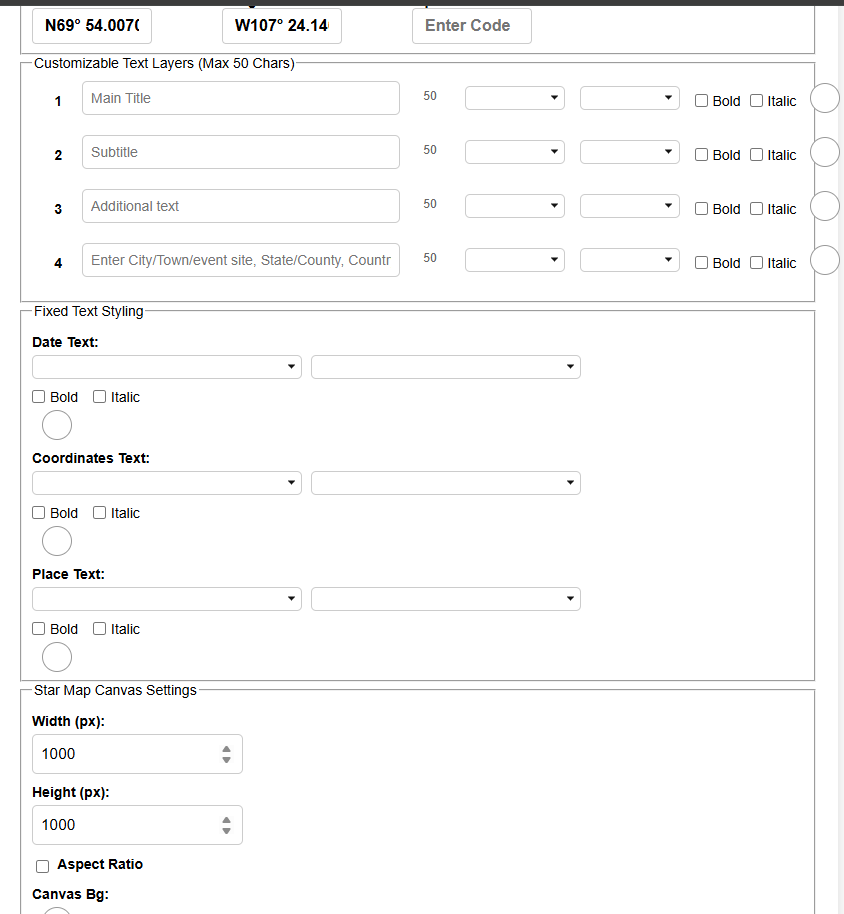 N69° 54.0070 W107° 24.14 Enter Code
Customizable Text Layers (Max 50 Chars)
1 Main Title 50 Bold Italic
2 Subtitle 50 Bold Italic
3 Additional text 50 Bold Italic
4 Enter City/Town/event site, State/County, Countr 50 Bold Italic
Fixed Text Styling
Date Text:
Bold Italic
Coordinates Text:
Bold Italic
Place Text:
Bold Italic
Star Map Canvas Settings
Width (px):
1000
Height (px):
1000
Aspect Ratio
Canvas Bg: